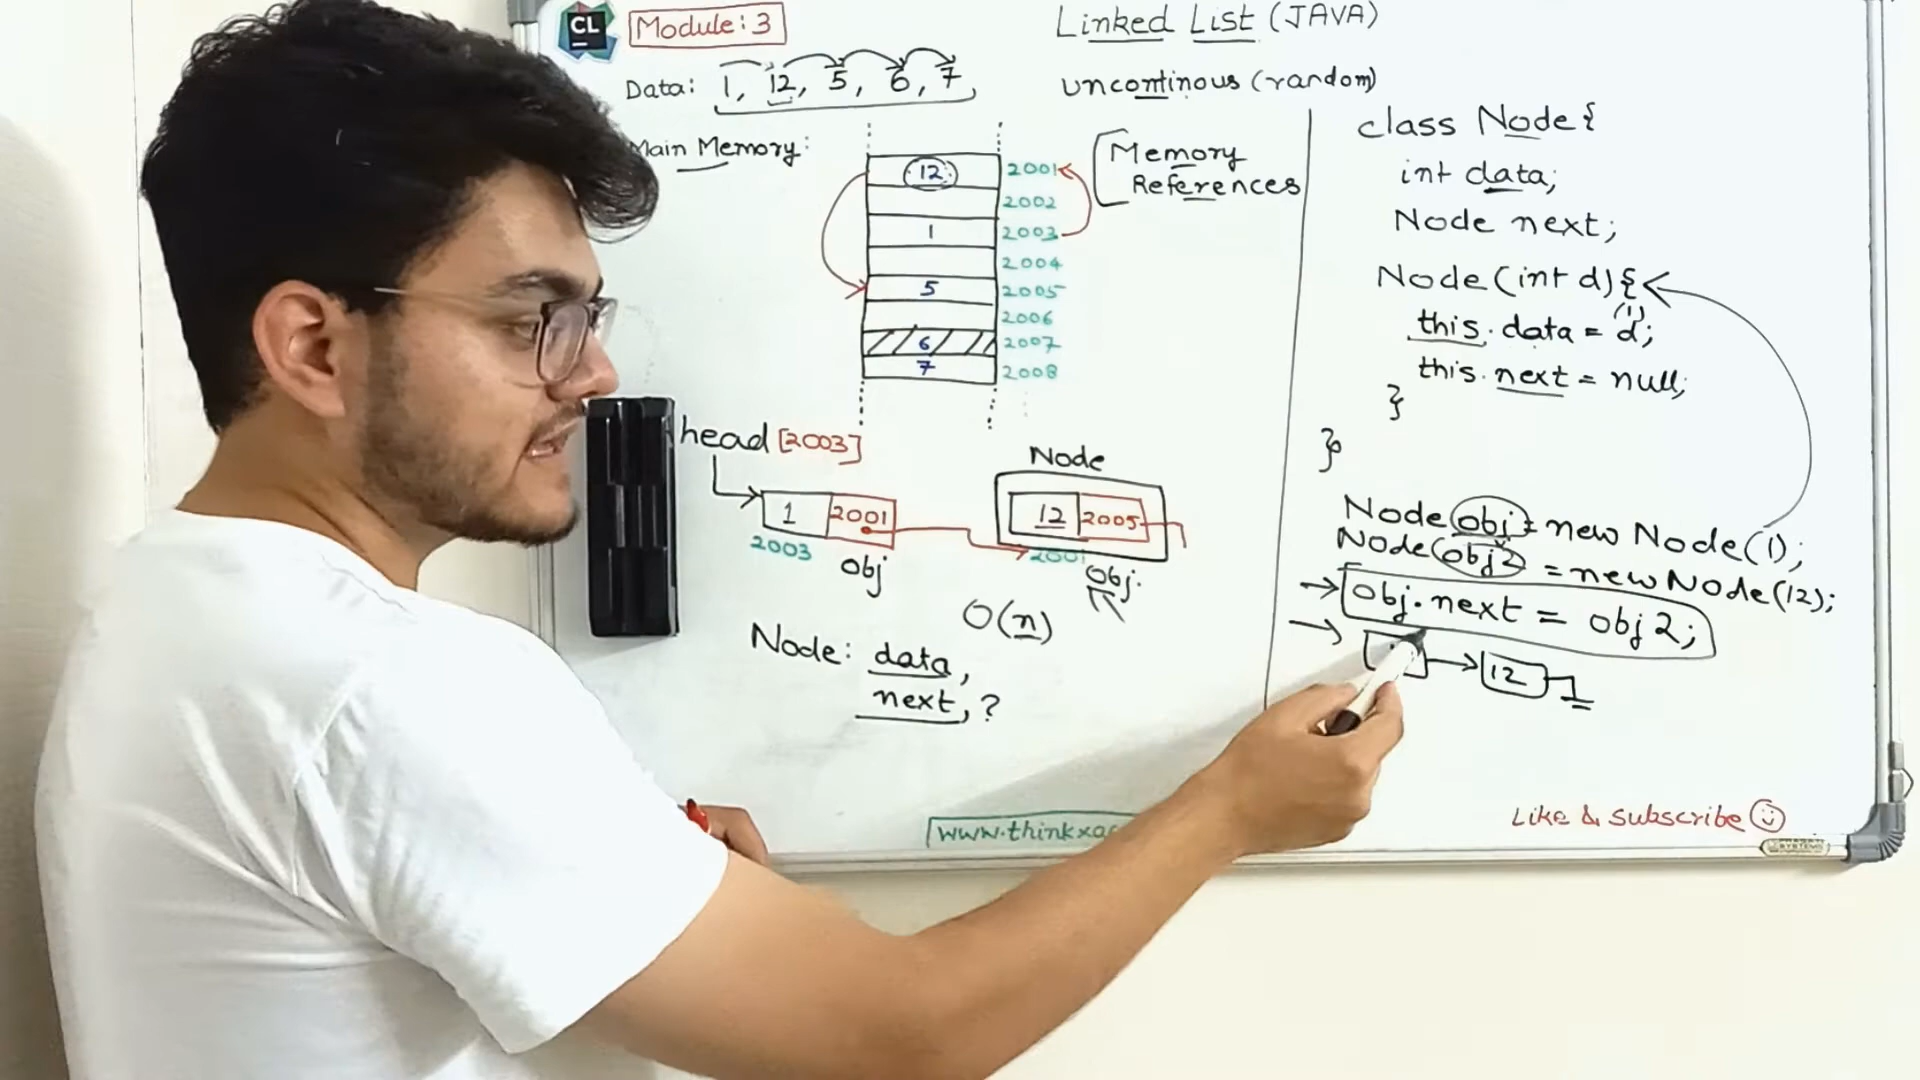 CL
Module: 3
Linked List (JAVA)
Data: 1, 12, 5, 6, 7
uncontinous (random)
Main Memory:
12 2001
2002
1 2003
2004
5 2005
2006
6 2007
7 2008
Memory
References
head [2003]
1 2001
2003
obj
Node
12 2005
2001
obj.
O(n)
Node: data,
next, ?
class Node{
int data;
Node next;
Node (int d){
(1)
this. data = d;
this. next = null;
}
}
Node obj = new Node(1);
Node obj2 = new Node(12);
obj. next = obj2;
12
www.thinkxa
Like & Subscribe